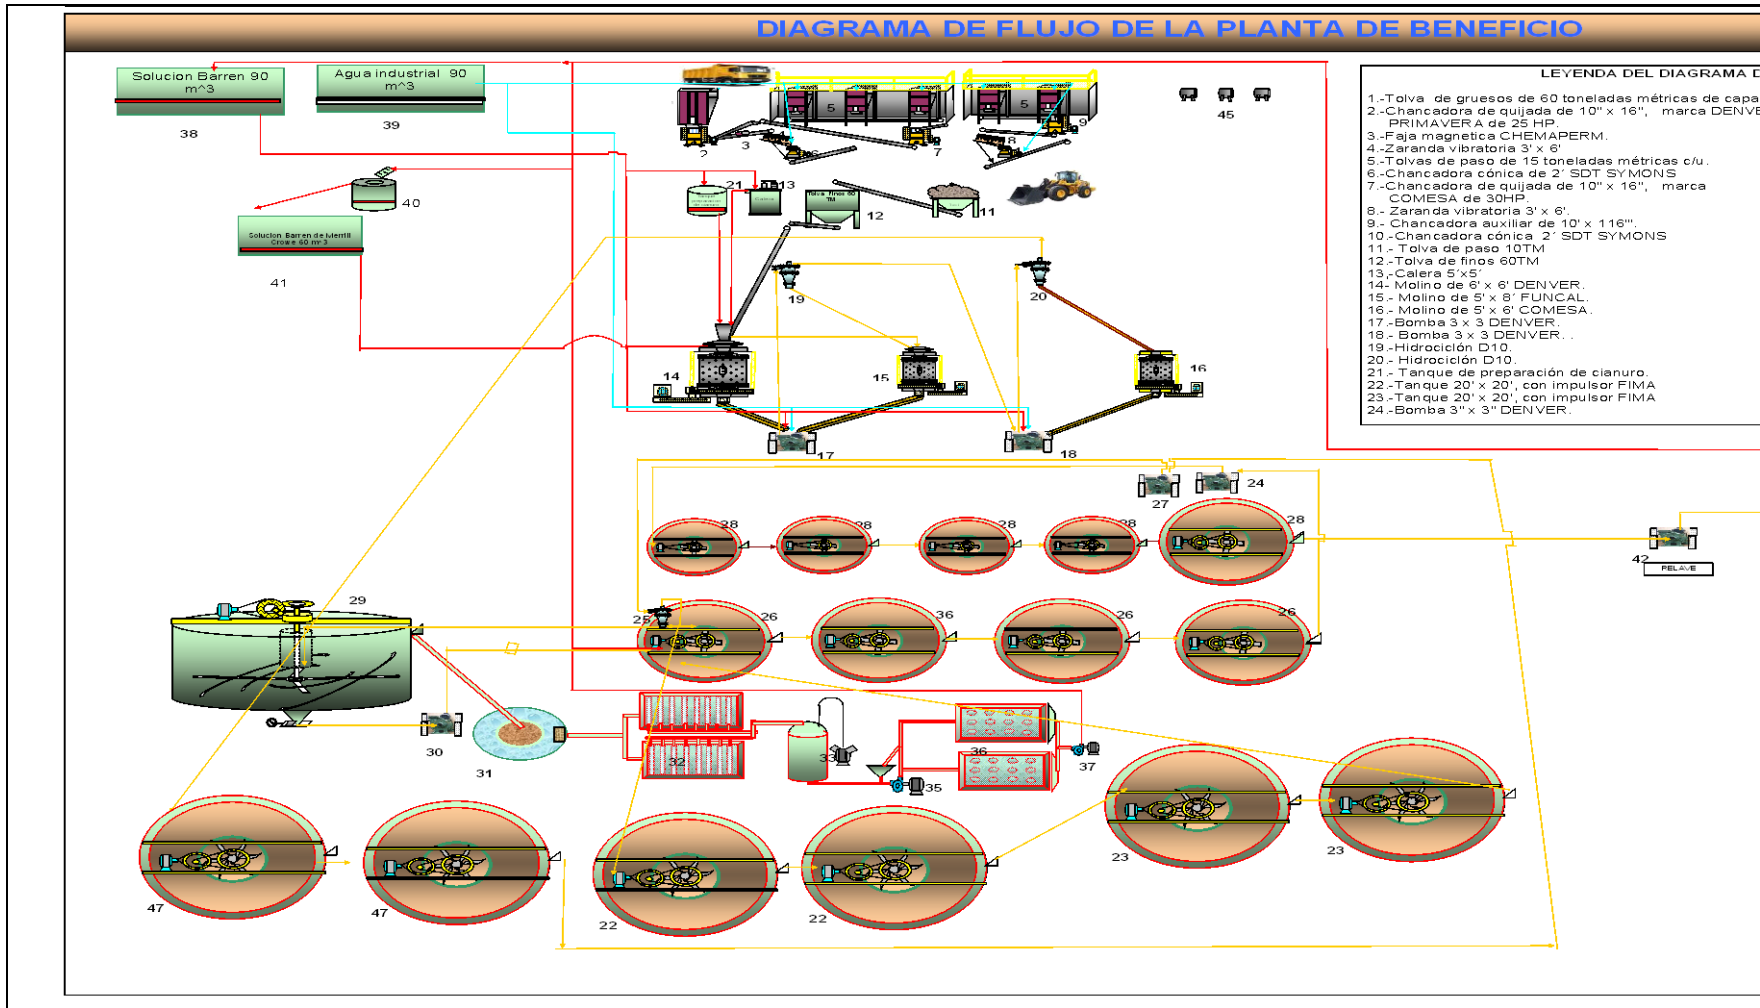 DIAGRAMA DE FLUJO DE LA PLANTA DE BENEFICIO
Solucion Barren 90
m^3
38
Agua industrial 90
m^3
39
5
5
45
2
3
4
6
7
8
9
LEYENDA DEL DIAGRAMA D
1.-Tolva de gruesos de 60 toneladas métricas de capa
2.-Chancadora de quijada de 10" x 16", marca DENVE
PRIMAVERA de 25 HP.
3.-Faja magnetica CHEMAPERM.
4.-Zaranda vibratoria 3' x 6'
5.-Tolvas de paso de 15 toneladas métricas c/u.
6.-Chancadora cónica de 2' SDT SYMONS
7.-Chancadora de quijada de 10" x 16", marca
COMESA de 30HP.
8.- Zaranda vibratoria 3' x 6'.
9.- Chancadora auxiliar de 10' x 116'".
10.-Chancadora cónica 2' SDT SYMONS
11.- Tolva de paso 10TM
12.-Tolva de finos 60TM
13,-Calera 5'x5'
14- Molino de 6' x 6' DENVER.
15.- Molino de 5' x 8' FUNCAL.
16.- Molino de 5' x 6' COMESA.
17.-Bomba 3 x 3 DENVER.
18.- Bomba 3 x 3 DENVER. .
19.-Hidrociclón D10.
20.- Hidrociclón D10.
21.- Tanque de preparación de cianuro.
22.-Tanque 20' x 20', con impulsor FIMA
23.-Tanque 20' x 20', con impulsor FIMA
24.-Bomba 3" x 3" DENVER.
40
21
13
Tolva Finos 60
TM
12
11
Solucion Barren de Merrill
Crowe 60 m^3
41
19
20
14
15
16
17
18
27
24
28
28
28
28
28
42
PELAVE
29
25
26
36
26
26
30
31
32
33
35
36
37
47
47
22
22
23
23